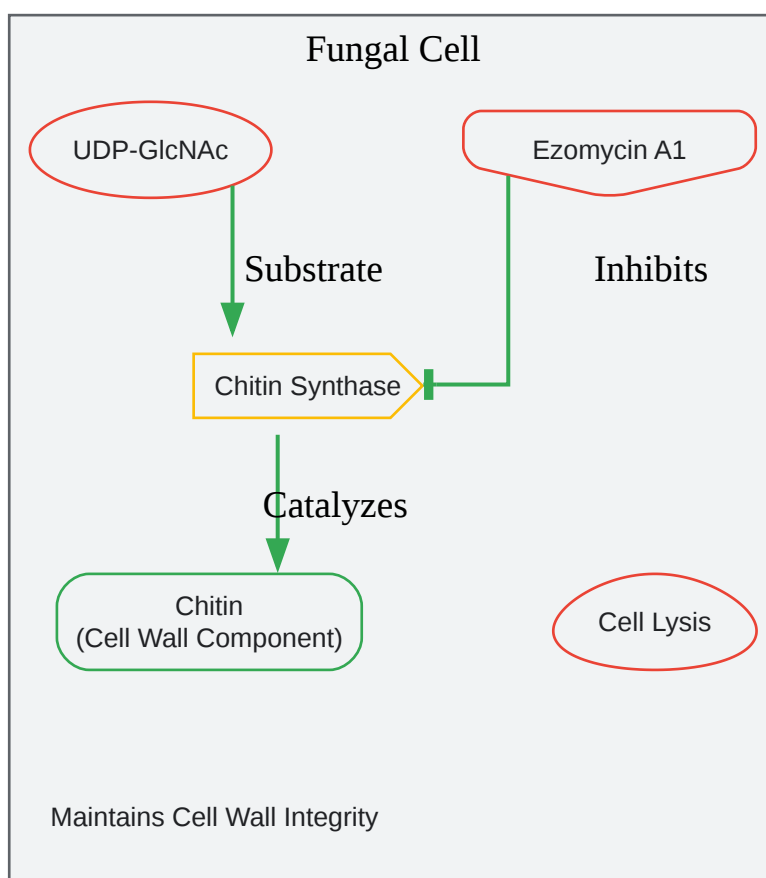 Fungal Cell
UDP-GlcNAc
Ezomycin A1
Substrate
Inhibits
Chitin Synthase
Catalyzes
Chitin
(Cell Wall Component)
Cell Lysis
Maintains Cell Wall Integrity